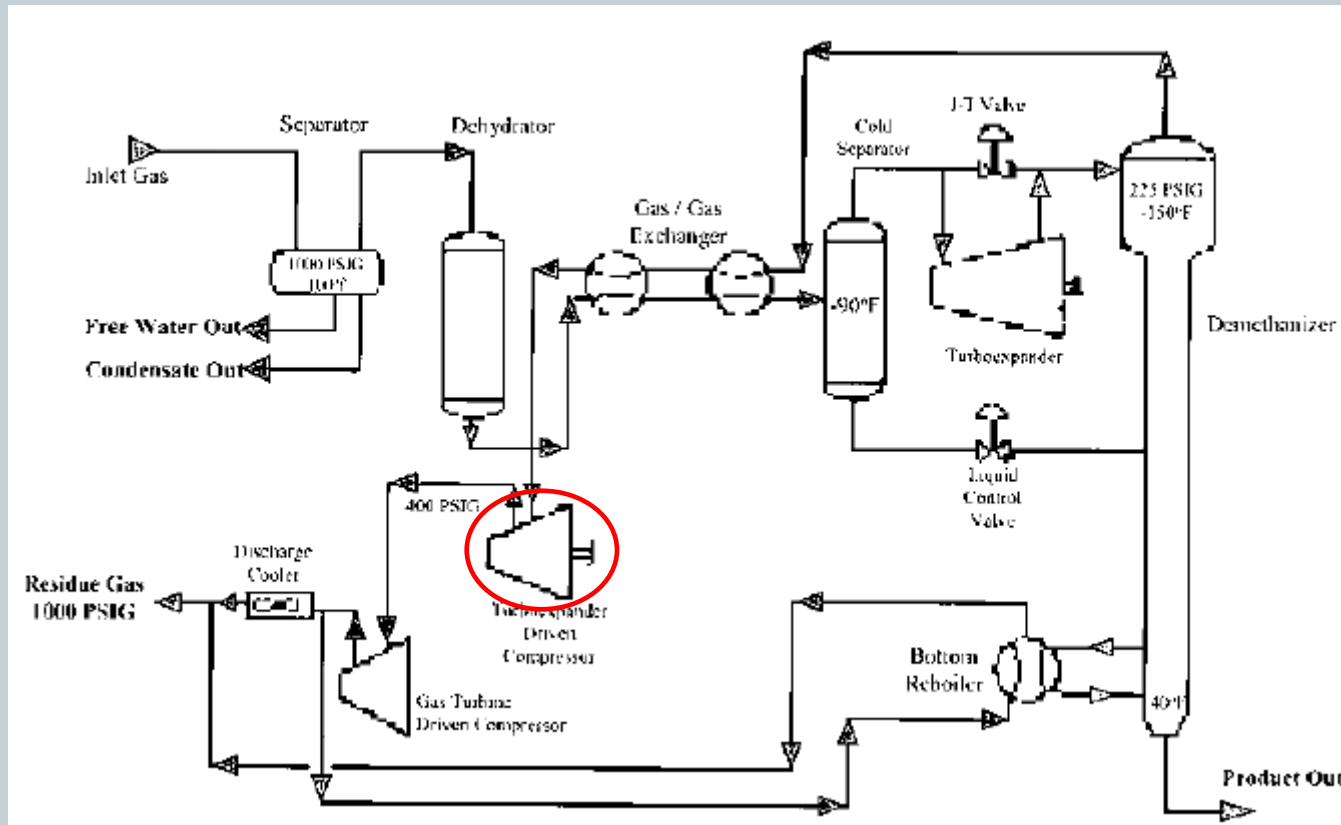 Separator
Dehydrator
Inlet Gas
1000 PSIG
Free Water Out
Condensate Out
Gas / Gas
Exchanger
Cold
Separator
J-T Valve
-90°F
225 PSIG
-150°F
Turboexpander
Demethanizer
Liquid
Control
Valve
400 PSIG
Discharge
Cooler
Residue Gas
1000 PSIG
Turboexpander
Driven
Compressor
Gas Turbine
Driven Compressor
Bottom
Reboiler
40°F
Product Out